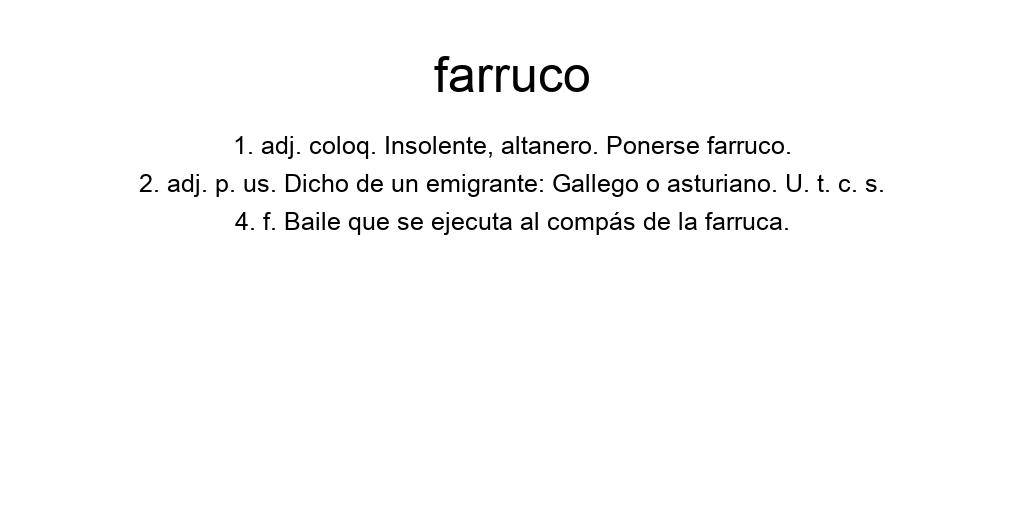 farruco
1. adj. coloq. Insolente, altanero. Ponerse farruco.
2. adj. p. us. Dicho de un emigrante: Gallego o asturiano. U. t. c. s.
4. f. Baile que se ejecuta al compás de la farruca.